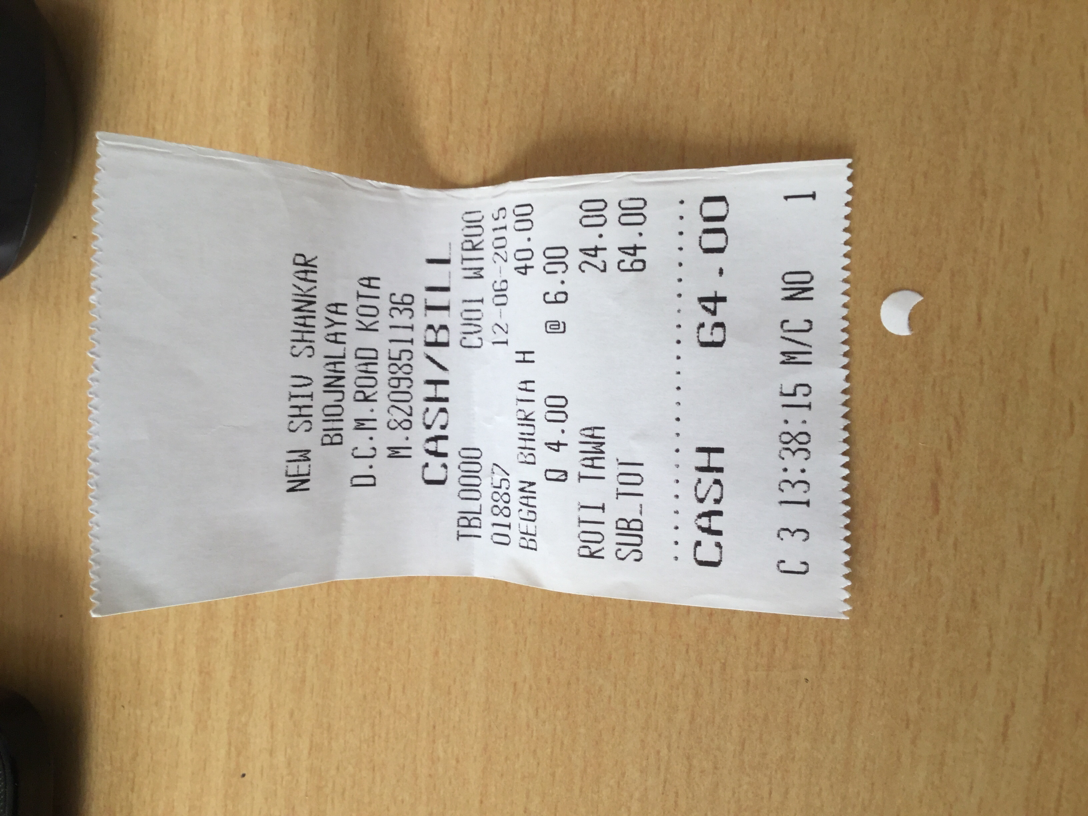 NEW SHIV SHANKAR
BHOJNALAYA
D.C.M.ROAD KOTA
M.8209851136
CASH/BILL
TBL0000 CV01 WTR00
018857 12-06-2015
BEGAN BHURTA H 40.00
Q 4.00 @ 6.00
ROTI TAWA 24.00
SUB_TOT 64.00
CASH 64.00
C 3 13:38:15 M/C NO 1